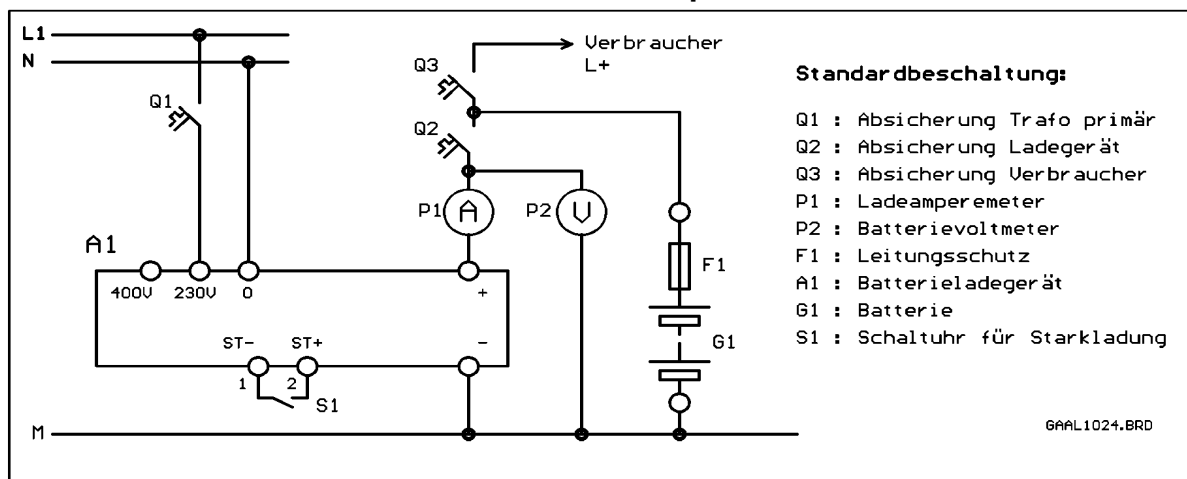 L1
N
Verbraucher
L+
Q3
Q1
Q2
P1 A
P2 V
A1
400V 230V 0 +
F1
ST- ST+ -
G1
1 2
S1
M
Standardbeschaltung:
Q1 : Absicherung Trafo primär
Q2 : Absicherung Ladegerät
Q3 : Absicherung Verbraucher
P1 : Ladeamperemeter
P2 : Batterievoltmeter
F1 : Leitungsschutz
A1 : Batterieladegerät
G1 : Batterie
S1 : Schaltuhr für Starkladung
GAAL1024.BRD